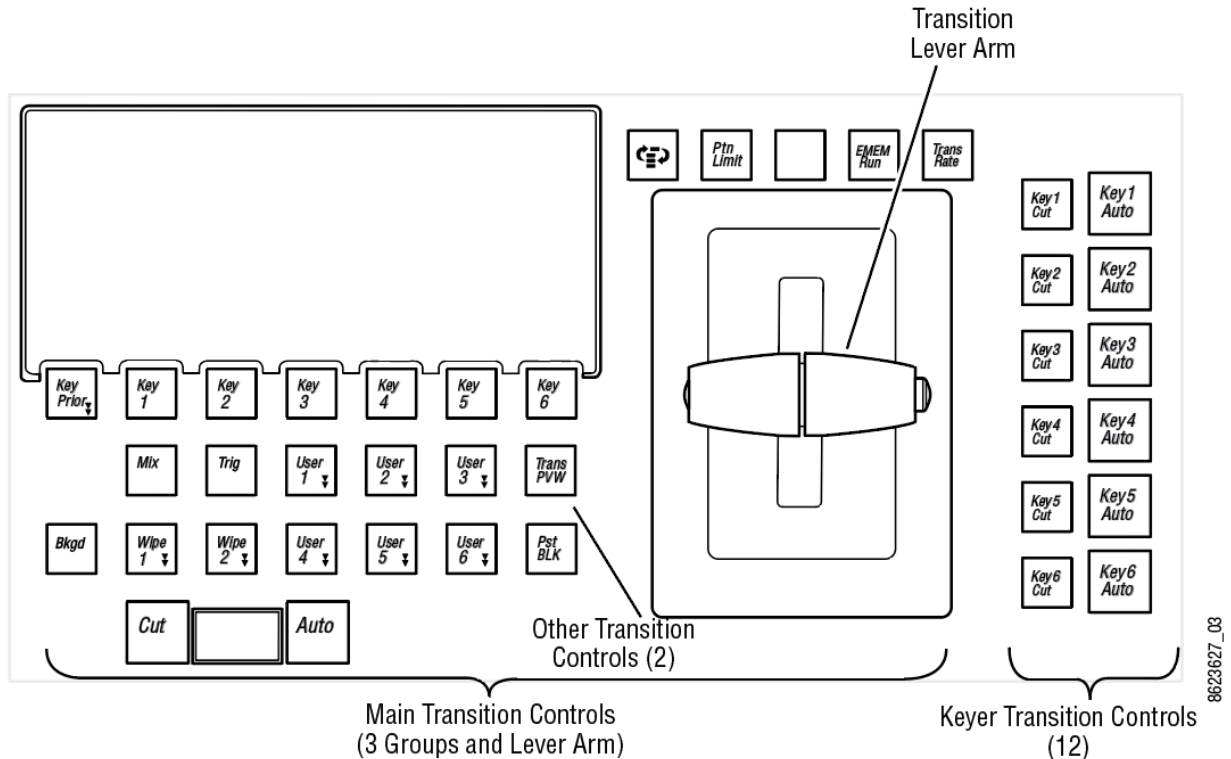 Transition
Lever Arm
Ptn
Limit
EMEM
Run
Trans
Rate
Key1
Cut
Key1
Auto
Key2
Cut
Key2
Auto
Key3
Cut
Key3
Auto
Key4
Cut
Key4
Auto
Key5
Cut
Key5
Auto
Key6
Cut
Key6
Auto
Key
Prior
Key
1
Key
2
Key
3
Key
4
Key
5
Key
6
Mix
Trig
User
1
User
2
User
3
Trans
PVW
Bkgd
Wipe
1
Wipe
2
User
4
User
5
User
6
Pst
BLK
Cut
Auto
Other Transition
Controls (2)
Main Transition Controls
(3 Groups and Lever Arm)
Keyer Transition Controls
(12)
8623627_03